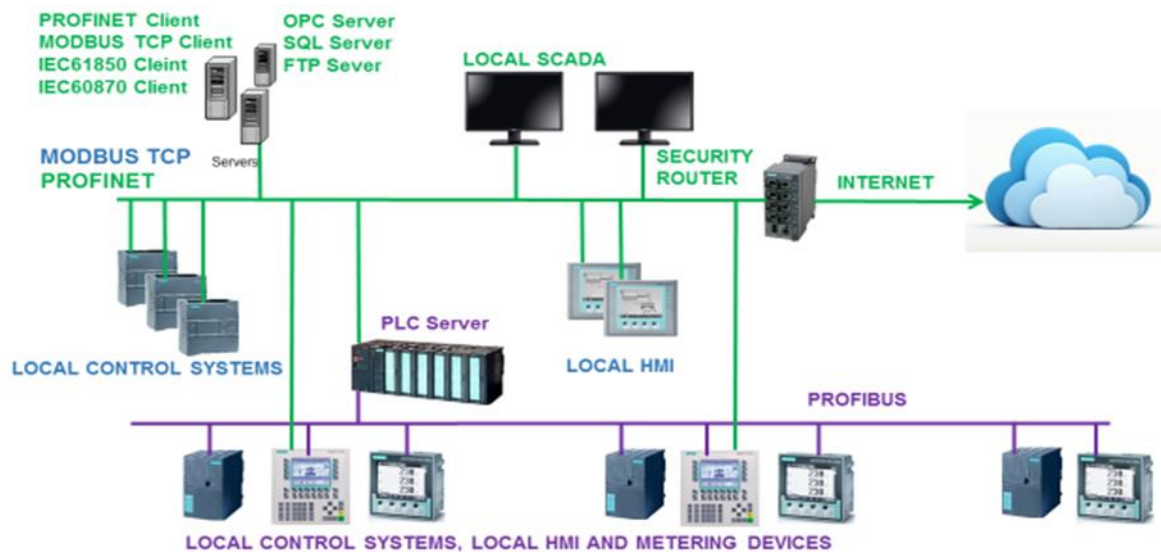 PROFINET Client
MODBUS TCP Client
IEC61850 Cleint
IEC60870 Client
OPC Server
SQL Server
FTP Sever
Servers
LOCAL SCADA
MODBUS TCP
PROFINET
SECURITY
ROUTER
INTERNET
LOCAL CONTROL SYSTEMS
PLC Server
LOCAL HMI
PROFIBUS
LOCAL CONTROL SYSTEMS, LOCAL HMI AND METERING DEVICES